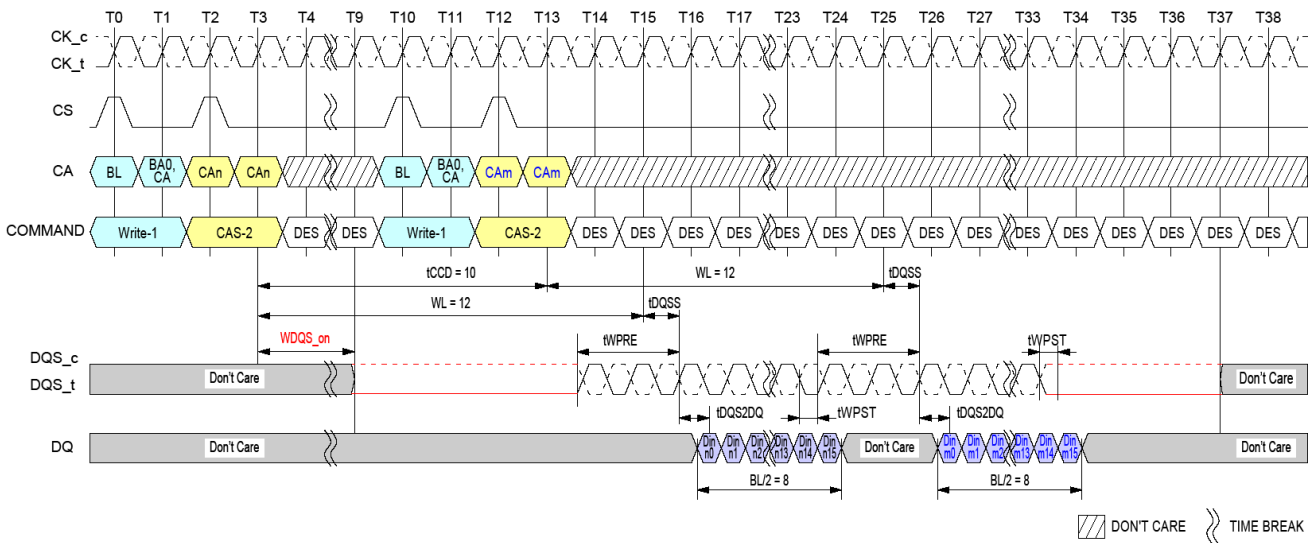 T0 T1 T2 T3 T4 T9 T10 T11 T12 T13 T14 T15 T16 T17 T23 T24 T25 T26 T27 T33 T34 T35 T36 T37 T38
CK_c
CK_t
CS
CA BL BA0, CA CAn CAn BL BA0, CA CAm CAm
COMMAND Write-1 CAS-2 DES DES Write-1 CAS-2 DES DES DES DES DES DES DES DES DES DES DES DES DES DES DES
tCCD = 10 WL = 12 tDQSS
WL = 12 tDQSS
WDQS_on tWPRE tWPRE tWPST
DQS_c
DQS_t Don't Care Don't Care
tDQS2DQ tWPST tDQS2DQ
DQ Don't Care Din n0 Din n1 Din n2 Din n13 Din n14 Din n15 Don't Care Din m0 Din m1 Din m2 Din m13 Din m14 Din m15 Don't Care
BL/2 = 8 BL/2 = 8
DON'T CARE TIME BREAK